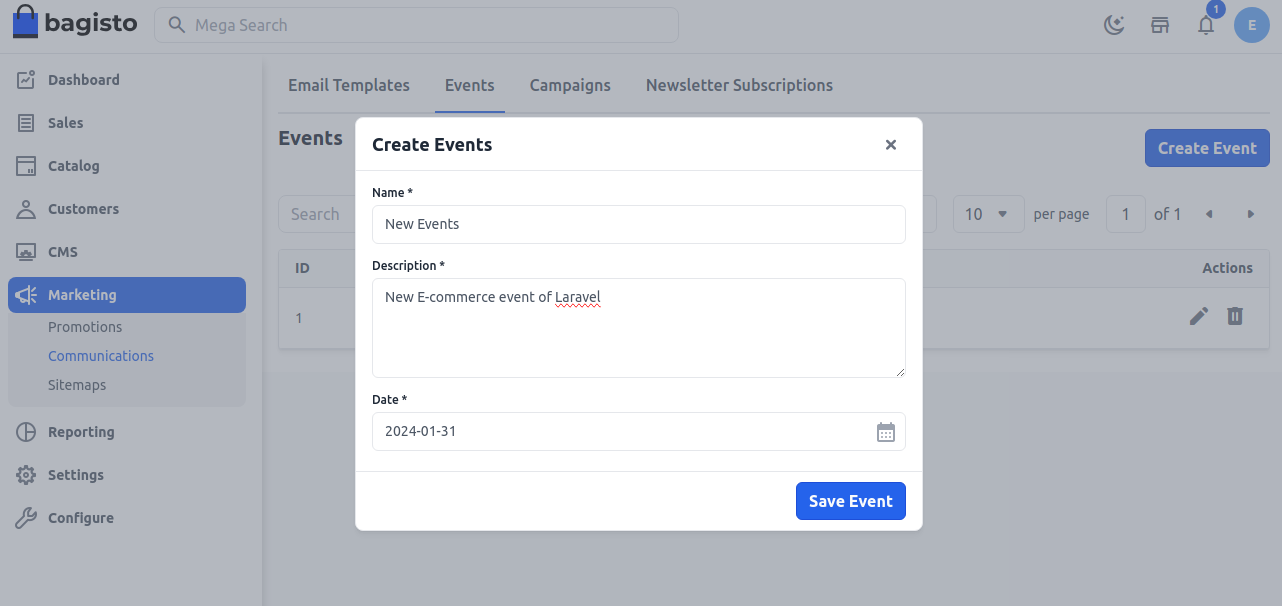 bagisto
Mega Search
1
E
Dashboard
Sales
Catalog
Customers
CMS
Marketing
Promotions
Communications
Sitemaps
Reporting
Settings
Configure
Email Templates Events Campaigns Newsletter Subscriptions
Events
Create Event
Search
10 per page 1 of 1
ID Actions
1
Create Events
Name *
New Events
Description *
New E-commerce event of Laravel
Date *
2024-01-31
Save Event